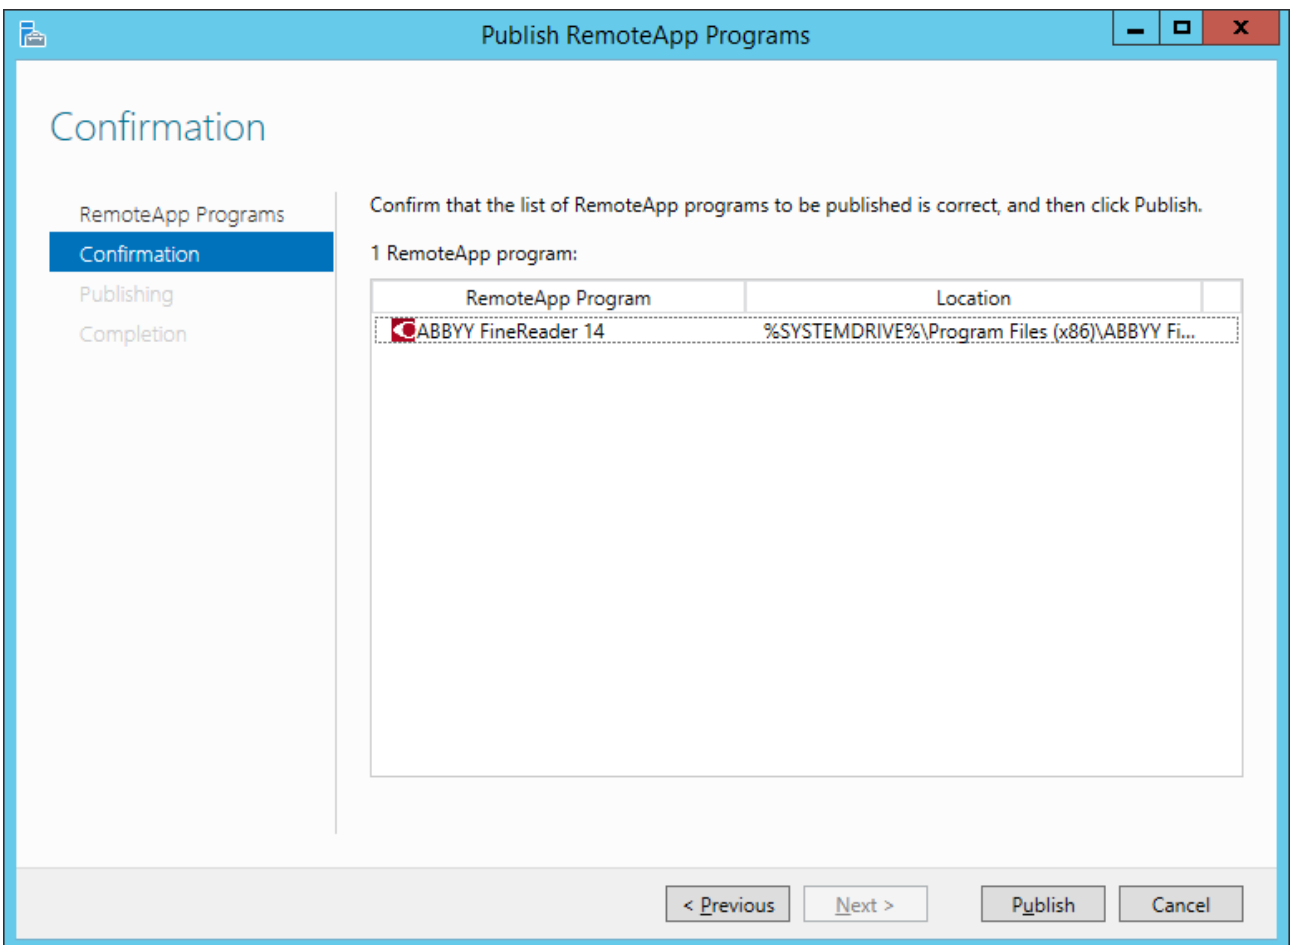 Publish RemoteApp Programs
Confirmation
RemoteApp Programs
Confirmation
Publishing
Completion
Confirm that the list of RemoteApp programs to be published is correct, and then click Publish.
1 RemoteApp program:
RemoteApp Program Location
ABBYY FineReader 14 %SYSTEMDRIVE%\Program Files (x86)\ABBYY Fi...
< Previous Next > Publish Cancel